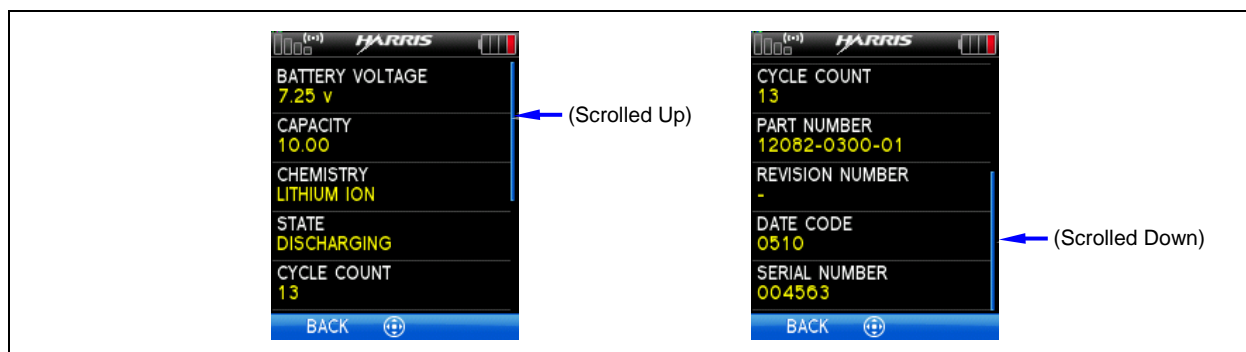 HARRIS
BATTERY VOLTAGE
7.25 v
CAPACITY
10.00
CHEMISTRY
LITHIUM ION
STATE
DISCHARGING
CYCLE COUNT
13
BACK
(Scrolled Up)
HARRIS
CYCLE COUNT
13
PART NUMBER
12082-0300-01
REVISION NUMBER
-
DATE CODE
0510
SERIAL NUMBER
004563
BACK
(Scrolled Down)